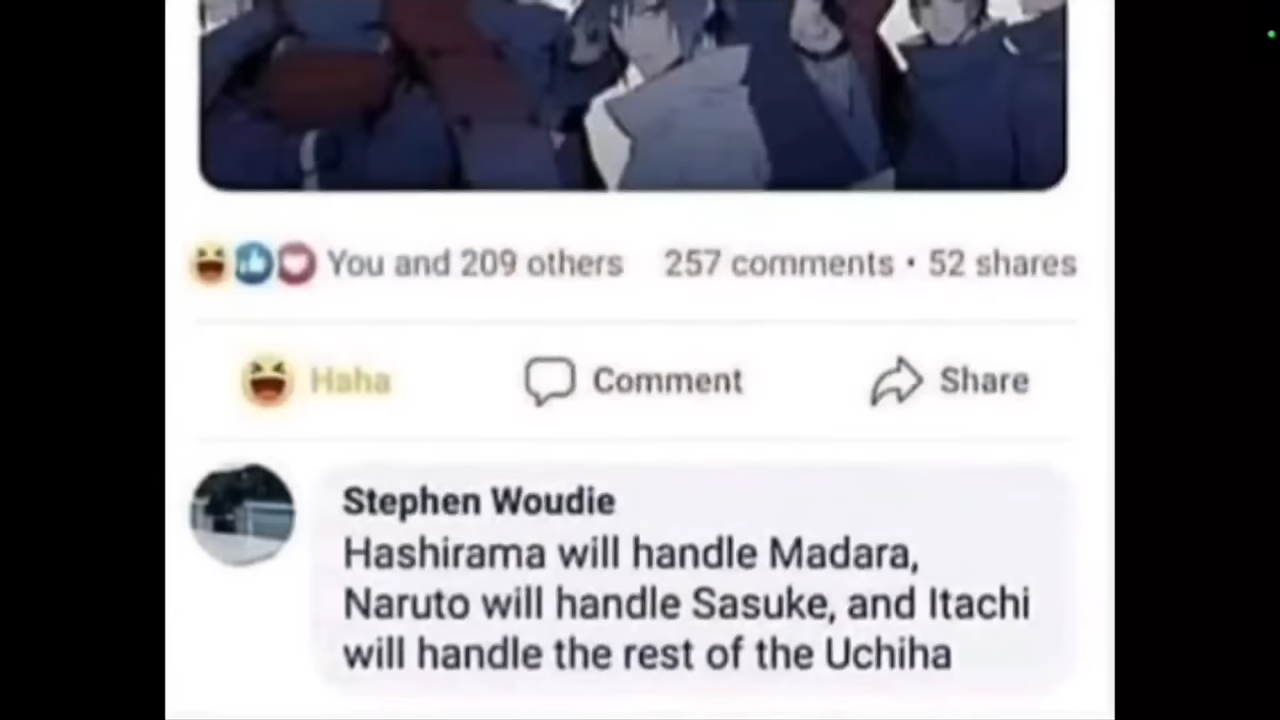 You and 209 others 257 comments • 52 shares
Haha Comment Share
Stephen Woudie
Hashirama will handle Madara,
Naruto will handle Sasuke, and Itachi
will handle the rest of the Uchiha